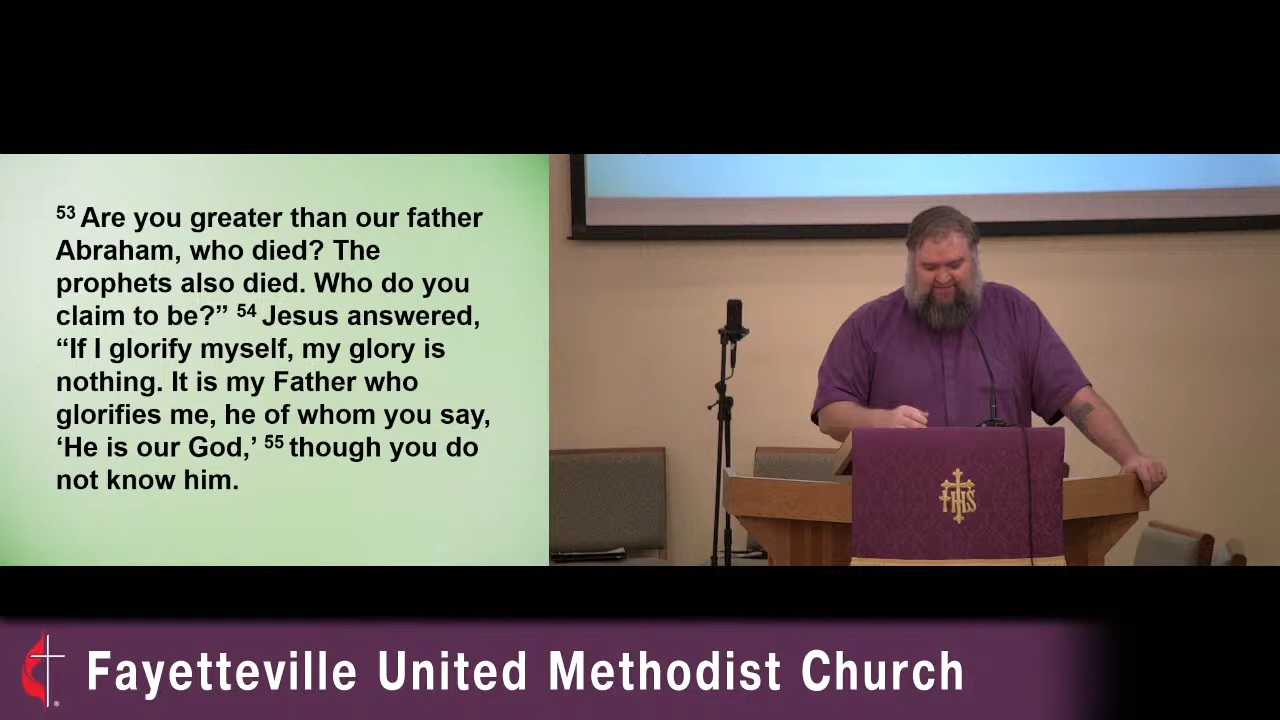 53 Are you greater than our father
Abraham, who died? The
prophets also died. Who do you
claim to be?” 54 Jesus answered,
“If I glorify myself, my glory is
nothing. It is my Father who
glorifies me, he of whom you say,
‘He is our God,’ 55 though you do
not know him.
IHS
Fayetteville United Methodist Church
®